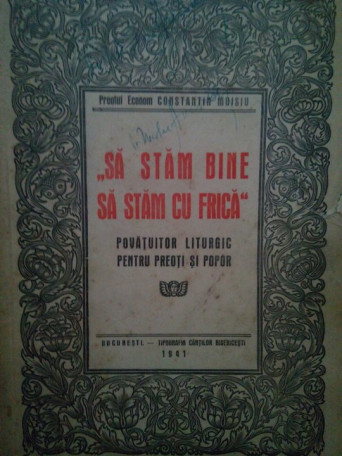 Preotul Econom CONSTANTIN MOISIU
„SĂ STĂM BINE
SĂ STĂM CU FRICĂ“
POVĂȚUITOR LITURGIC
PENTRU PREOȚI ȘI POPOR
BUCUREȘTI — TIPOGRAFIA CĂRȚILOR BISERICEȘTI
1941